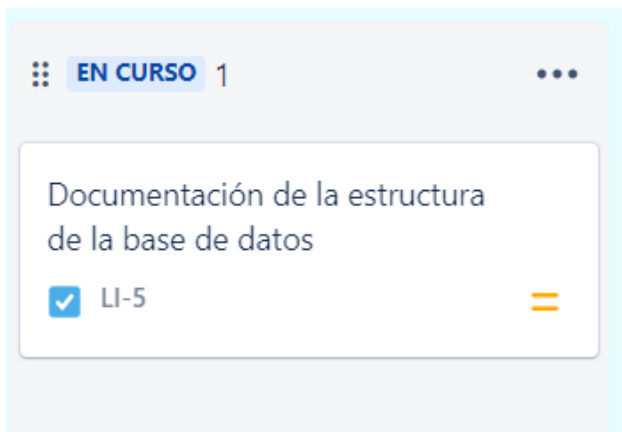 EN CURSO 1
Documentación de la estructura
de la base de datos
LI-5